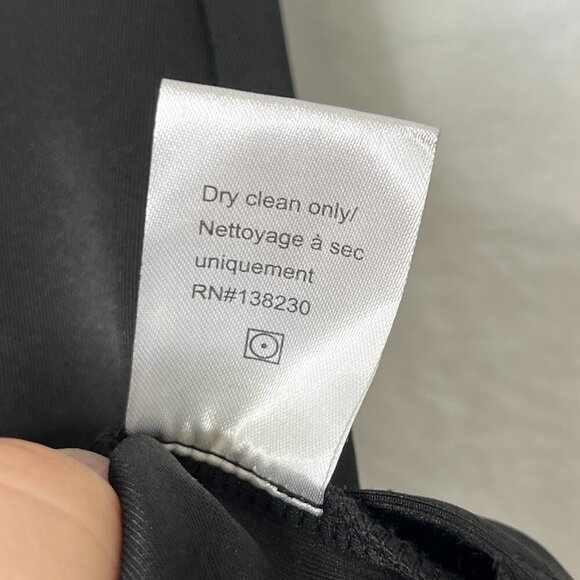 Dry clean only/
Nettoyage à sec
uniquement
RN#138230